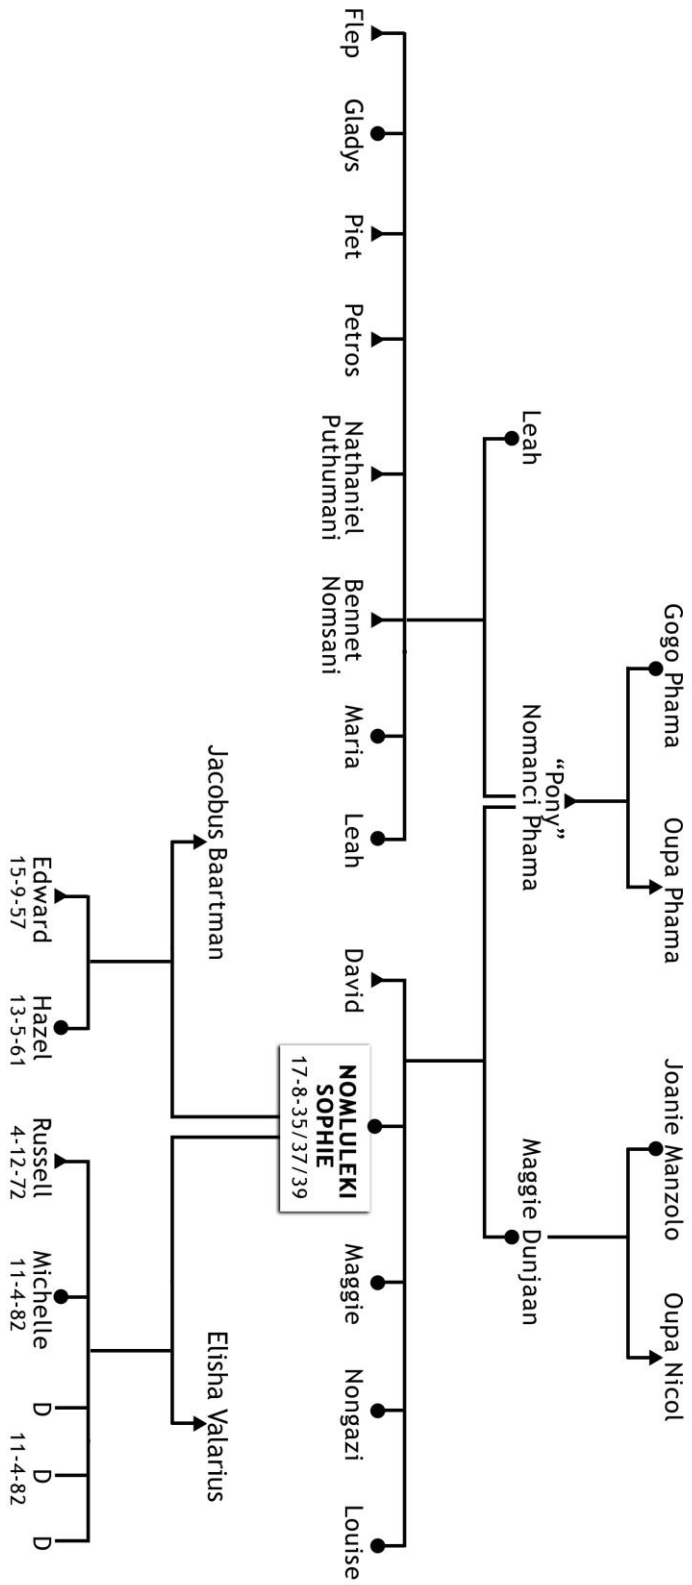 Gogo Phama
Oupa Phama
Joanie Manzolo
Oupa Nicol
Leah
“Pony”
Nomanci Phama
Maggie Dunjaan
Flep
Gladys
Piet
Petros
Nathaniel
Puthumani
Bennet
Nomsani
Maria
Leah
David
NOMLULEKI
SOPHIE
17-8-35/37/39
Maggie
Nongazi
Louise
Jacobus Baartman
Elisha Valarius
Edward
15-9-57
Hazel
13-5-61
Russell
4-12-72
Michelle
11-4-82
D
D
11-4-82
D